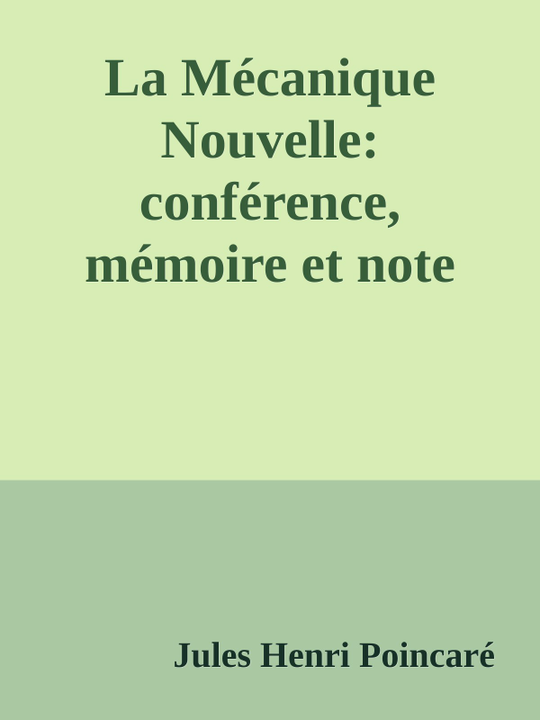 La Mécanique
Nouvelle:
conférence,
mémoire et note
Jules Henri Poincaré